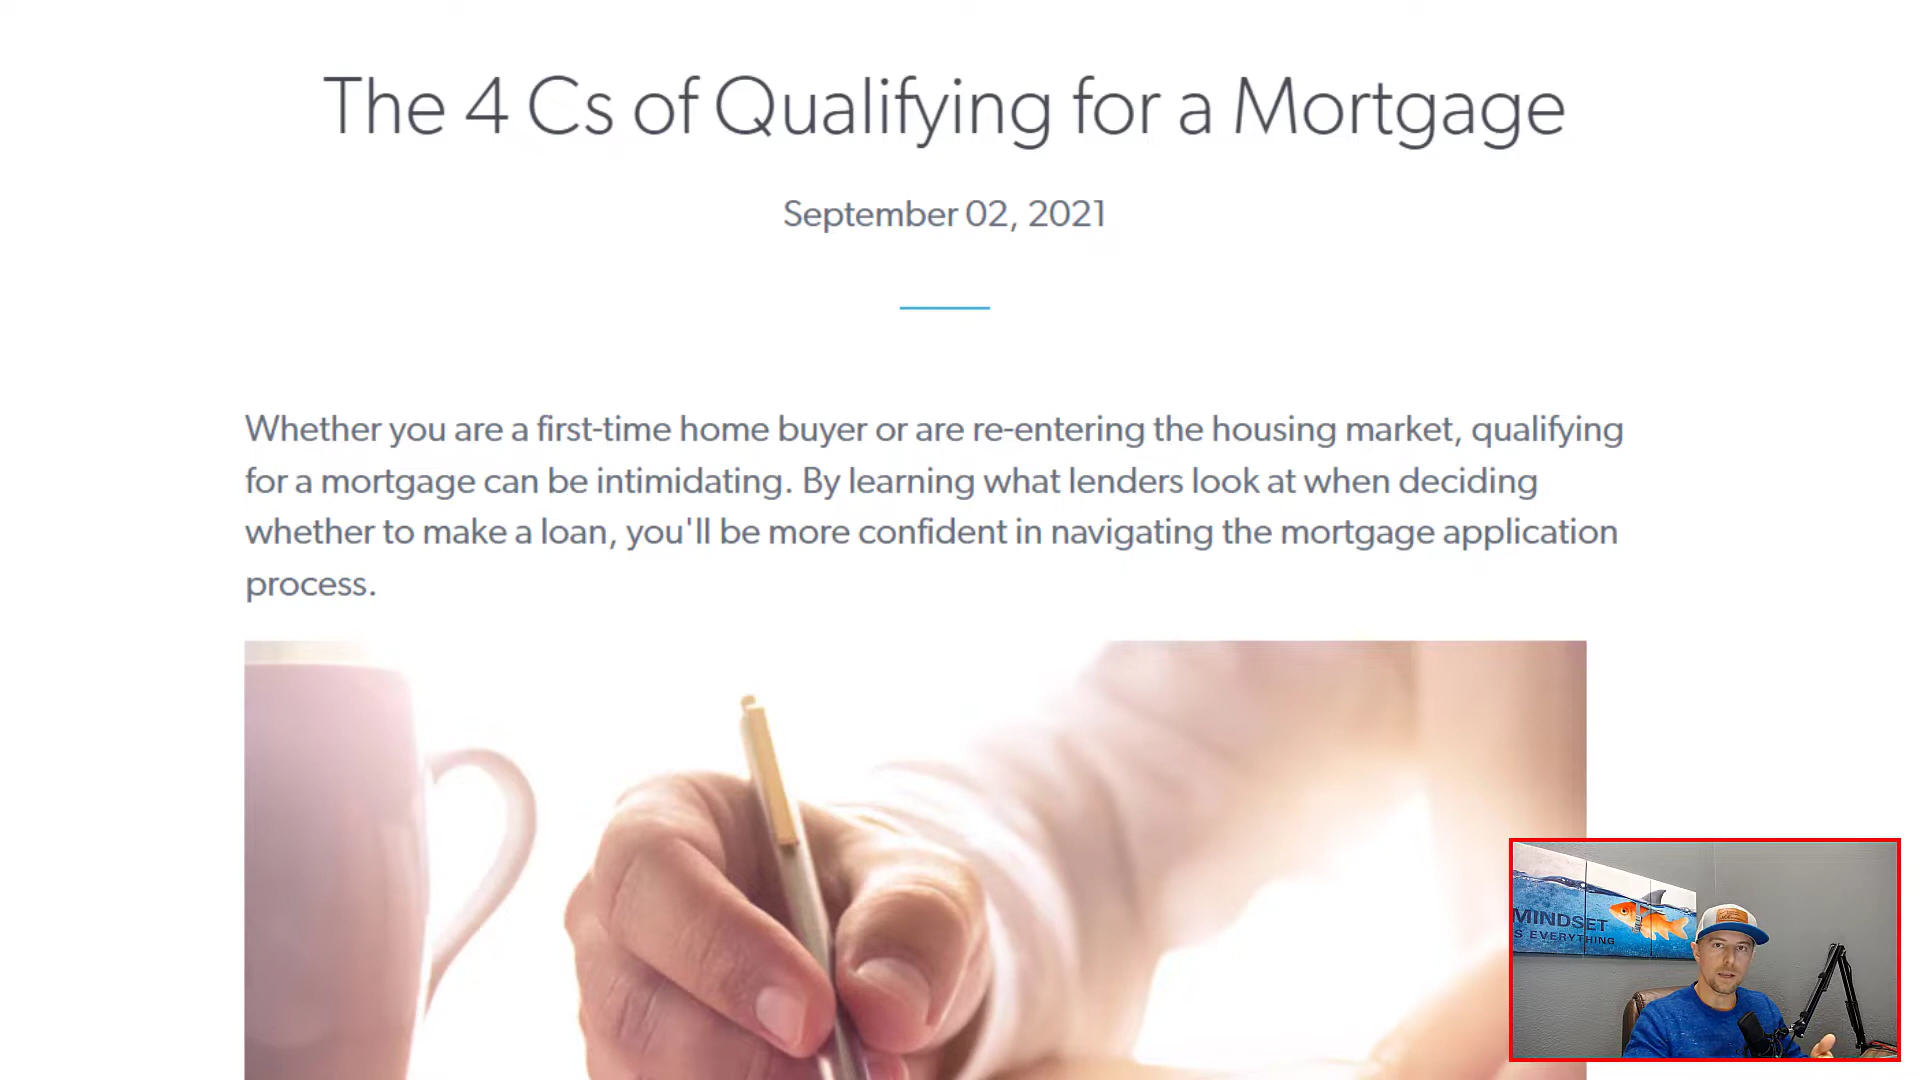 The 4 Cs of Qualifying for a Mortgage
September 02, 2021
Whether you are a first-time home buyer or are re-entering the housing market, qualifying
for a mortgage can be intimidating. By learning what lenders look at when deciding
whether to make a loan, you'll be more confident in navigating the mortgage application
process.
MINDSET
S EVERYTHING